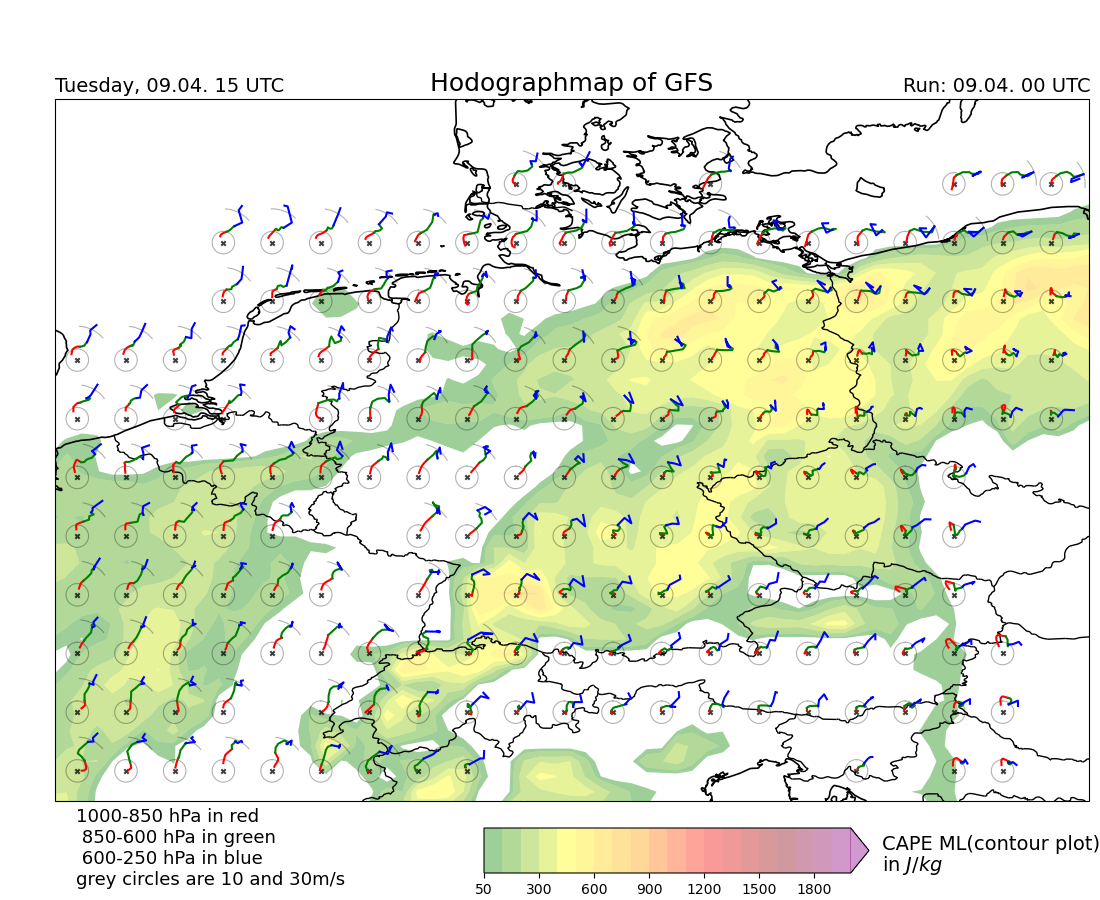 Hodographmap of GFS
Tuesday, 09.04. 15 UTC
Run: 09.04. 00 UTC
1000-850 hPa in red
850-600 hPa in green
600-250 hPa in blue
grey circles are 10 and 30m/s
50 300 600 900 1200 1500 1800
CAPE ML(contour plot)
in J/kg